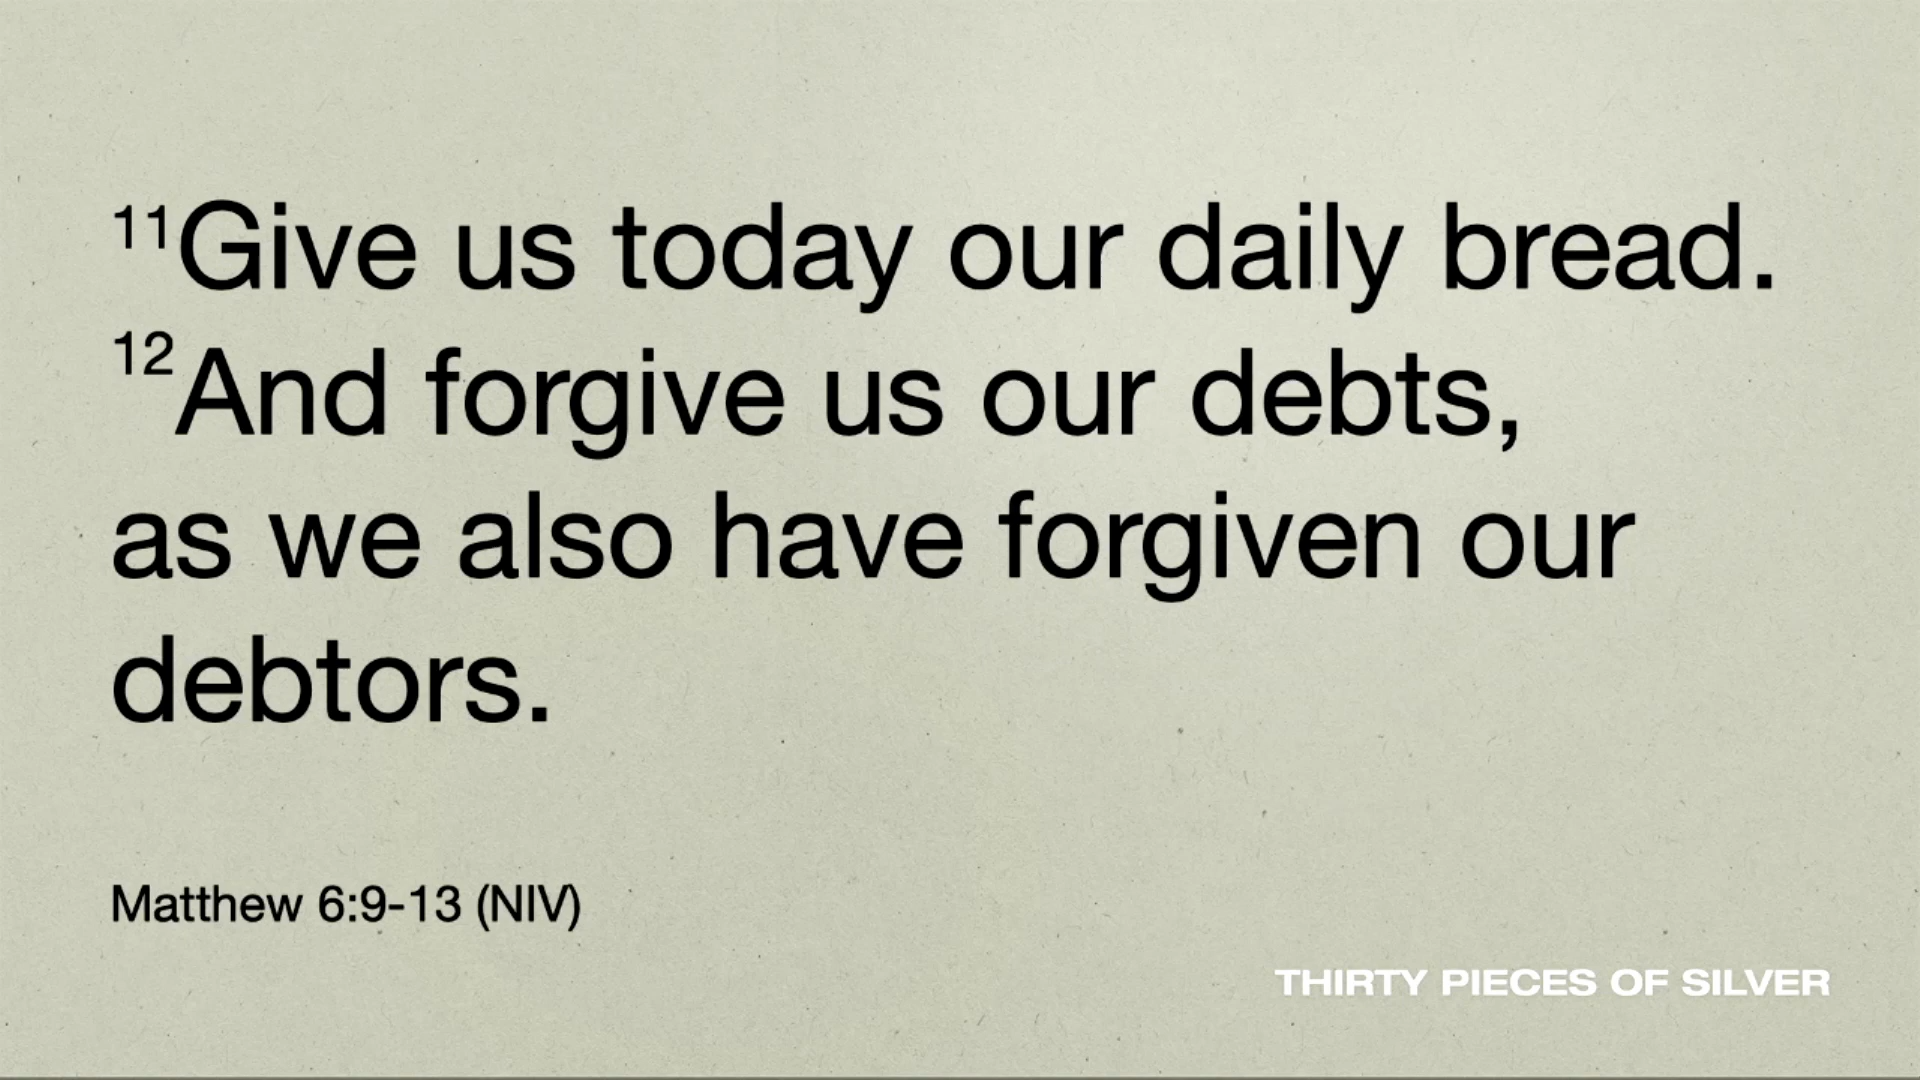 11Give us today our daily bread.
12And forgive us our debts,
as we also have forgiven our
debtors.
Matthew 6:9-13 (NIV)
THIRTY PIECES OF SILVER